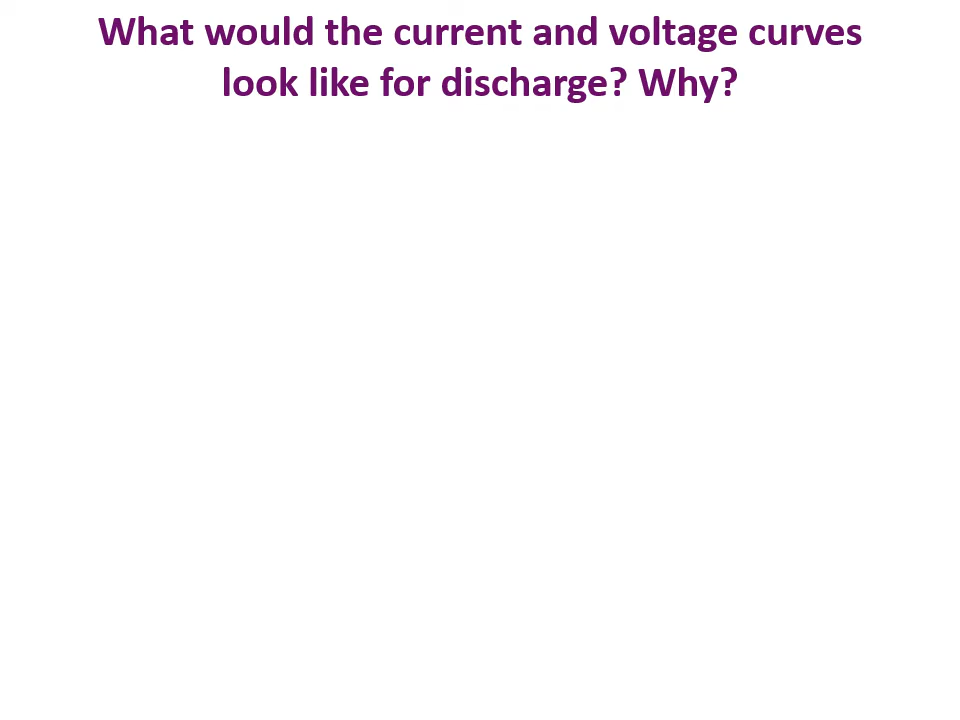 What would the current and voltage curves
look like for discharge? Why?